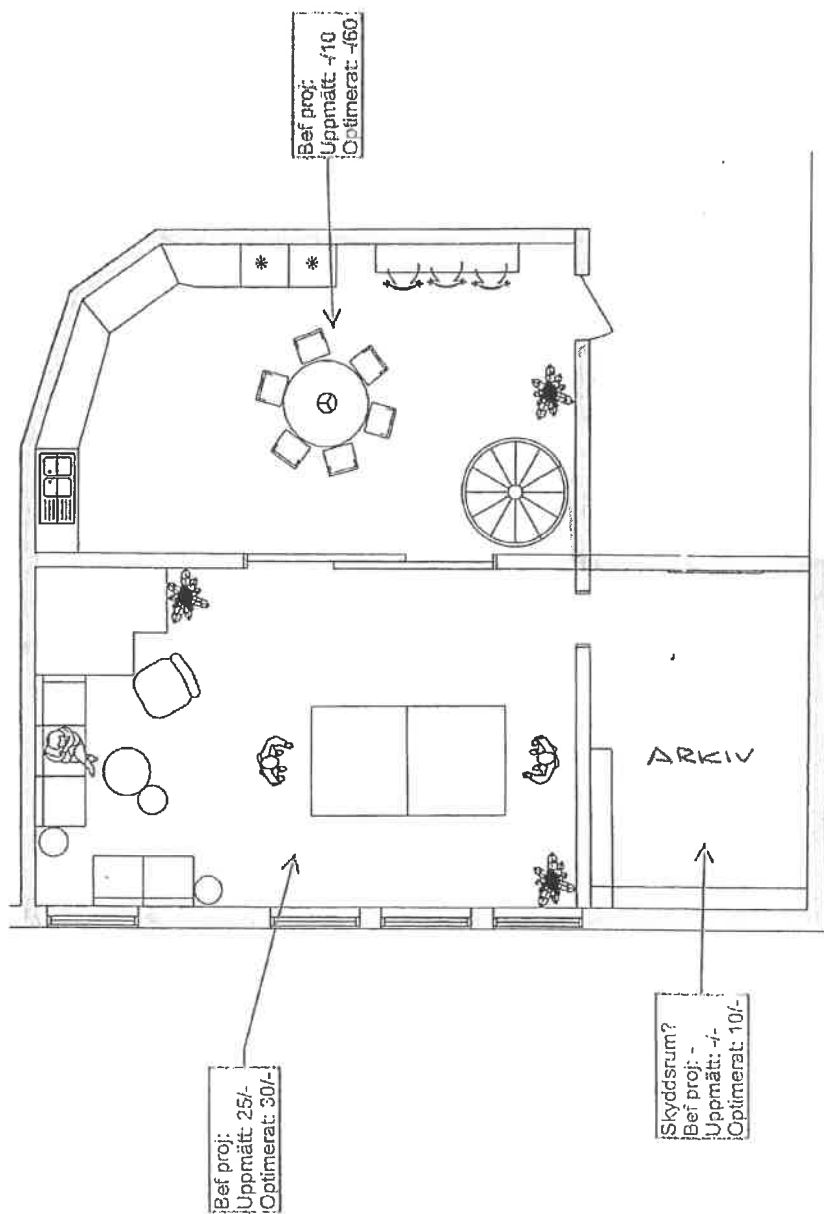 Bef proj:
Uppmätt: -/10
Optimerat: -/60
ARKIV
Bef proj:
Uppmätt: 25/-
Optimerat: 30/-
Skyddsrum?
Bef proj: -
Uppmätt: -/-
Optimerat: 10/-